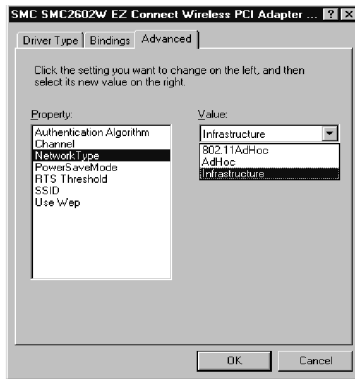 SMC SMC2602W EZ Connect Wireless PCI Adapter ...
Driver Type Bindings Advanced
Click the setting you want to change on the left, and then
select its new value on the right.
Property: Value:
Authentication Algorithm
Channel
NetworkType
PowerSaveMode
RTS Threshold
SSID
Use Wep
Infrastructure
802.11AdHoc
AdHoc
Infrastructure
OK Cancel